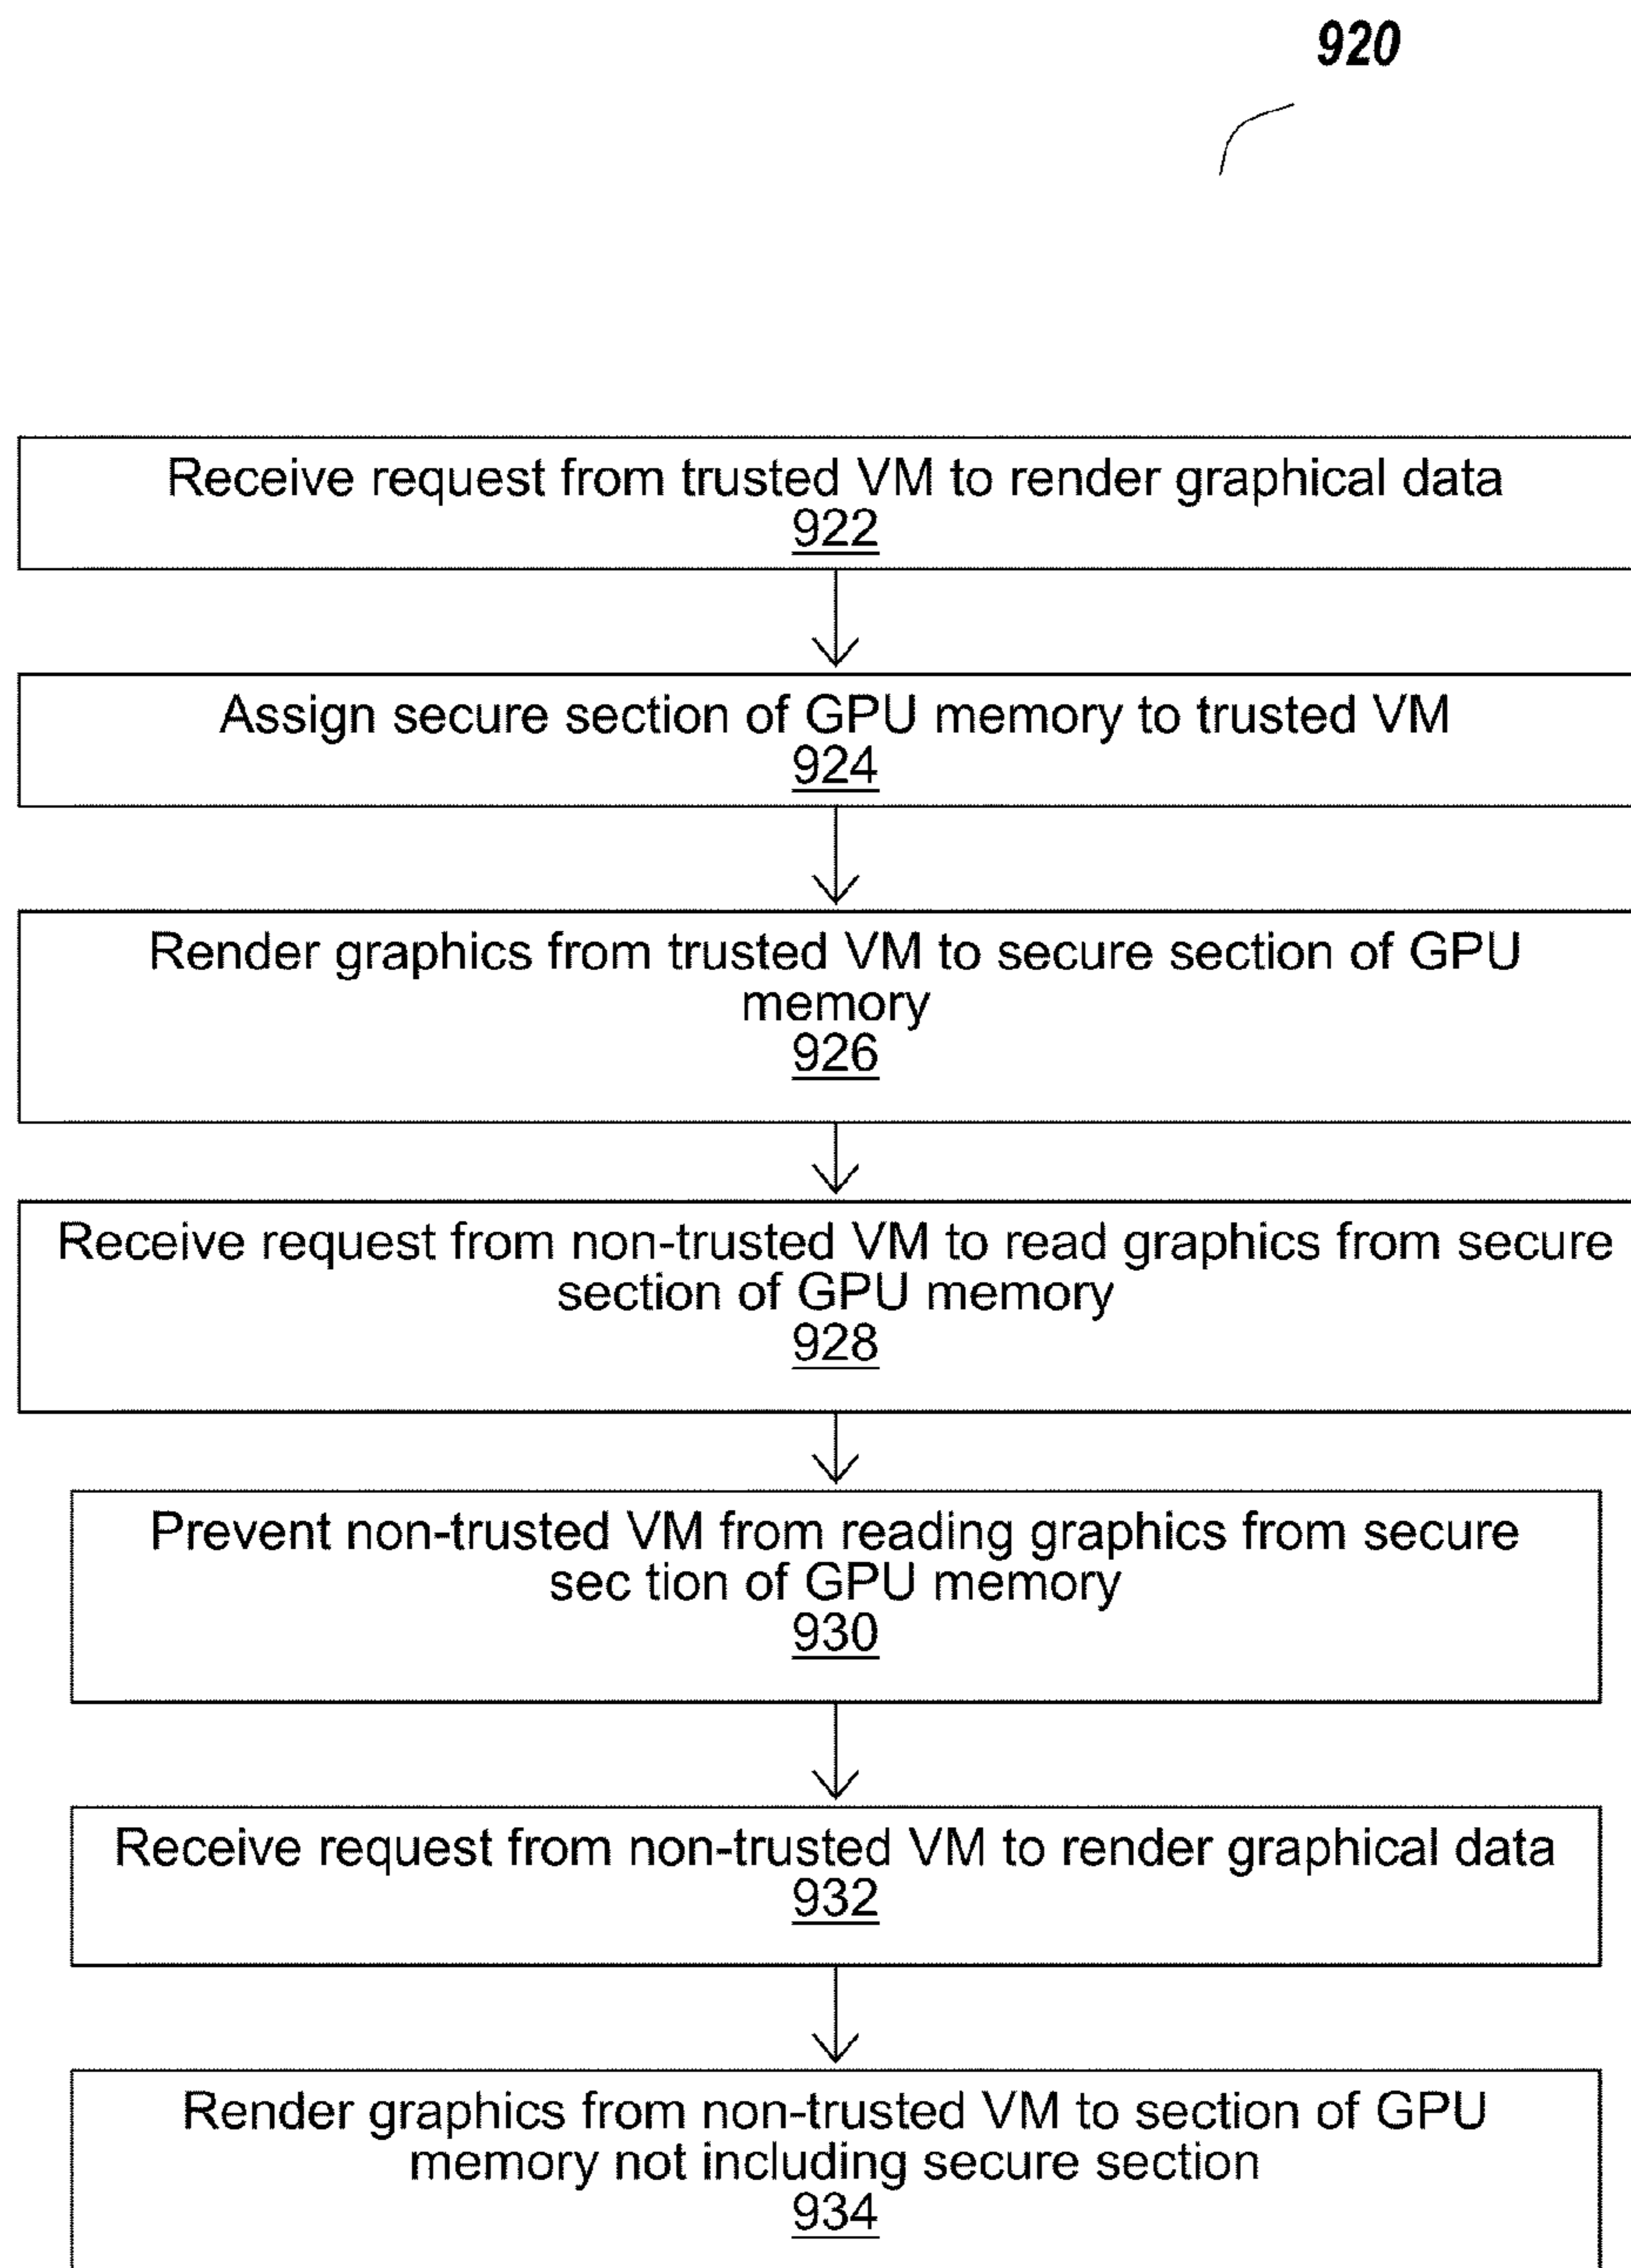 920
Receive request from trusted VM to render graphical data
922
Assign secure section of GPU memory to trusted VM
924
Render graphics from trusted VM to secure section of GPU
memory
926
Receive request from non-trusted VM to read graphics from secure
section of GPU memory
928
Prevent non-trusted VM from reading graphics from secure
sec tion of GPU memory
930
Receive request from non-trusted VM to render graphical data
932
Render graphics from non-trusted VM to section of GPU
memory not including secure section
934